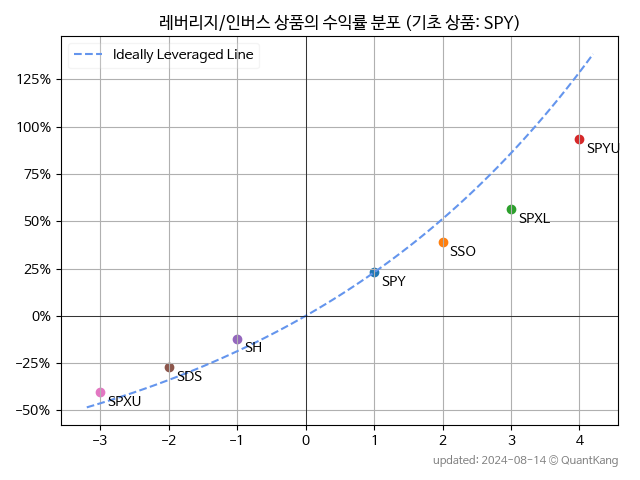 레버리지/인버스 상품의 수익률 분포 (기초 상품: SPY)
Ideally Leveraged Line
125%
100%
75%
50%
25%
0%
−25%
−50%
SPYU
SPXL
SSO
SPY
SH
SDS
SPXU
−3 −2 −1 0 1 2 3 4
updated: 2024-08-14 © QuantKang